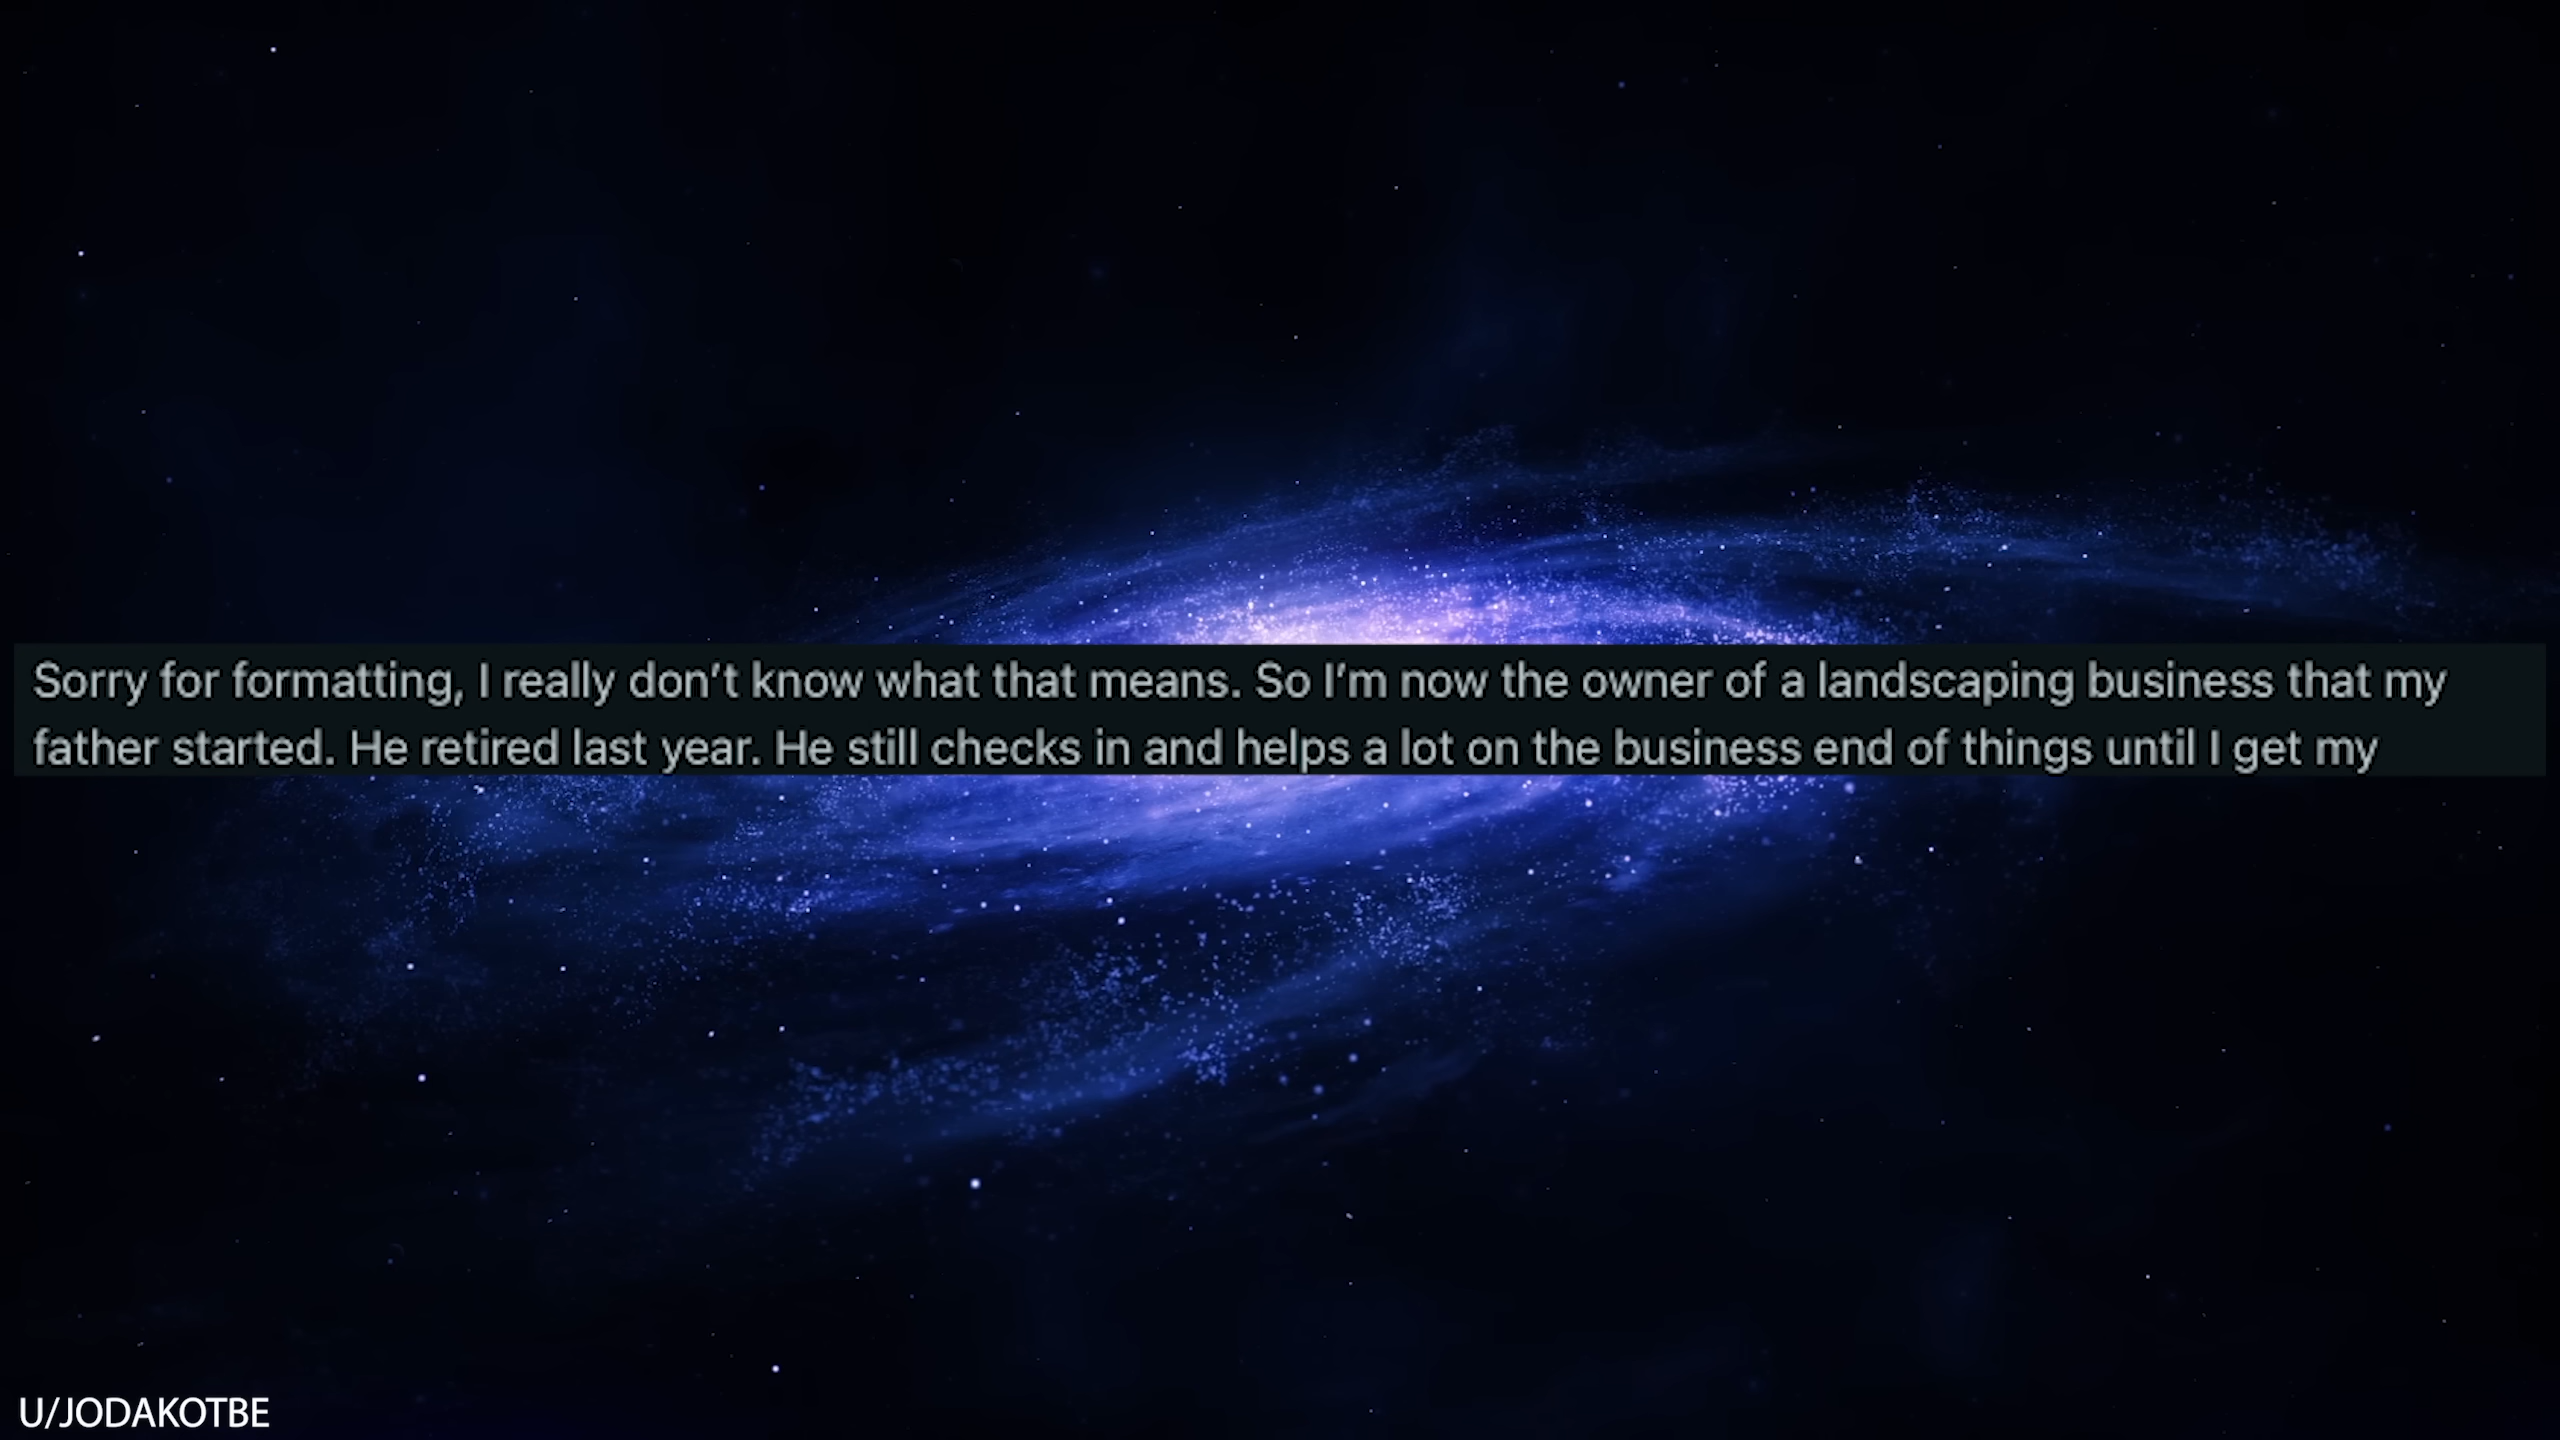 Sorry for formatting, I really don’t know what that means. So I’m now the owner of a landscaping business that my
father started. He retired last year. He still checks in and helps a lot on the business end of things until I get my
U/JODAKOTBE